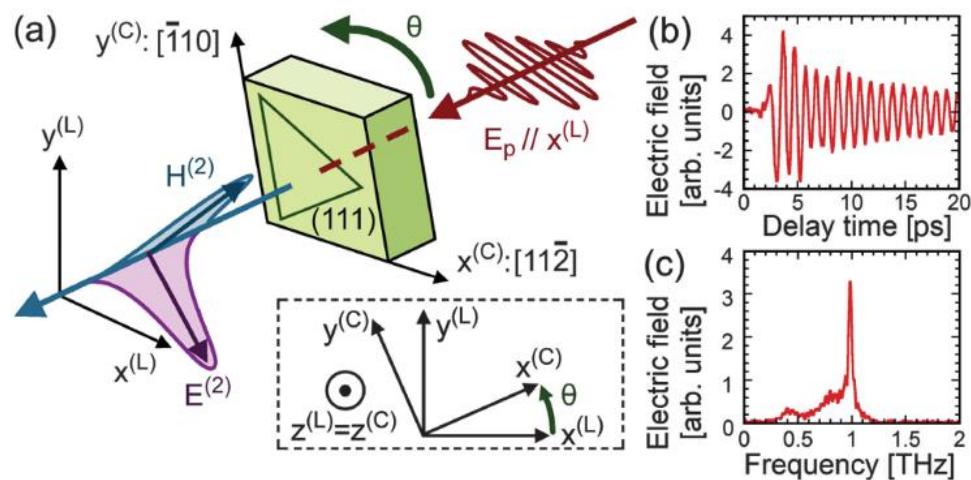 (a)
y(C): [1̅10]
θ
Ep // x(L)
y(L)
H(2)
(111)
x(C): [112̅]
x(L)
E(2)
y(C)
y(L)
x(C)
θ
z(L)=z(C)
x(L)
(b)
Electric field
[arb. units]
4
2
0
-2
-4
0 5 10 15 20
Delay time [ps]
(c)
Electric field
[arb. units]
4
3
2
1
0
0 0.5 1 1.5 2
Frequency [THz]